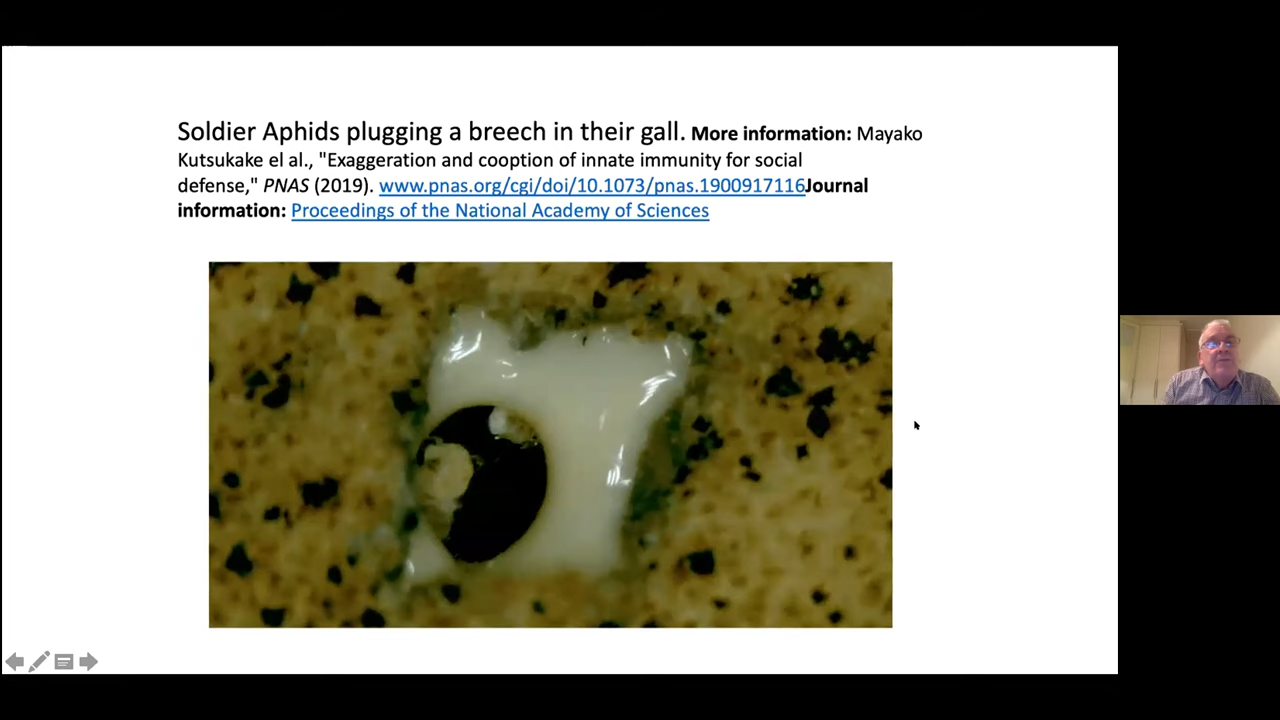 Soldier Aphids plugging a breech in their gall. More information: Mayako
Kutsukake el al., "Exaggeration and cooption of innate immunity for social
defense," PNAS (2019). www.pnas.org/cgi/doi/10.1073/pnas.1900917116Journal
information: Proceedings of the National Academy of Sciences